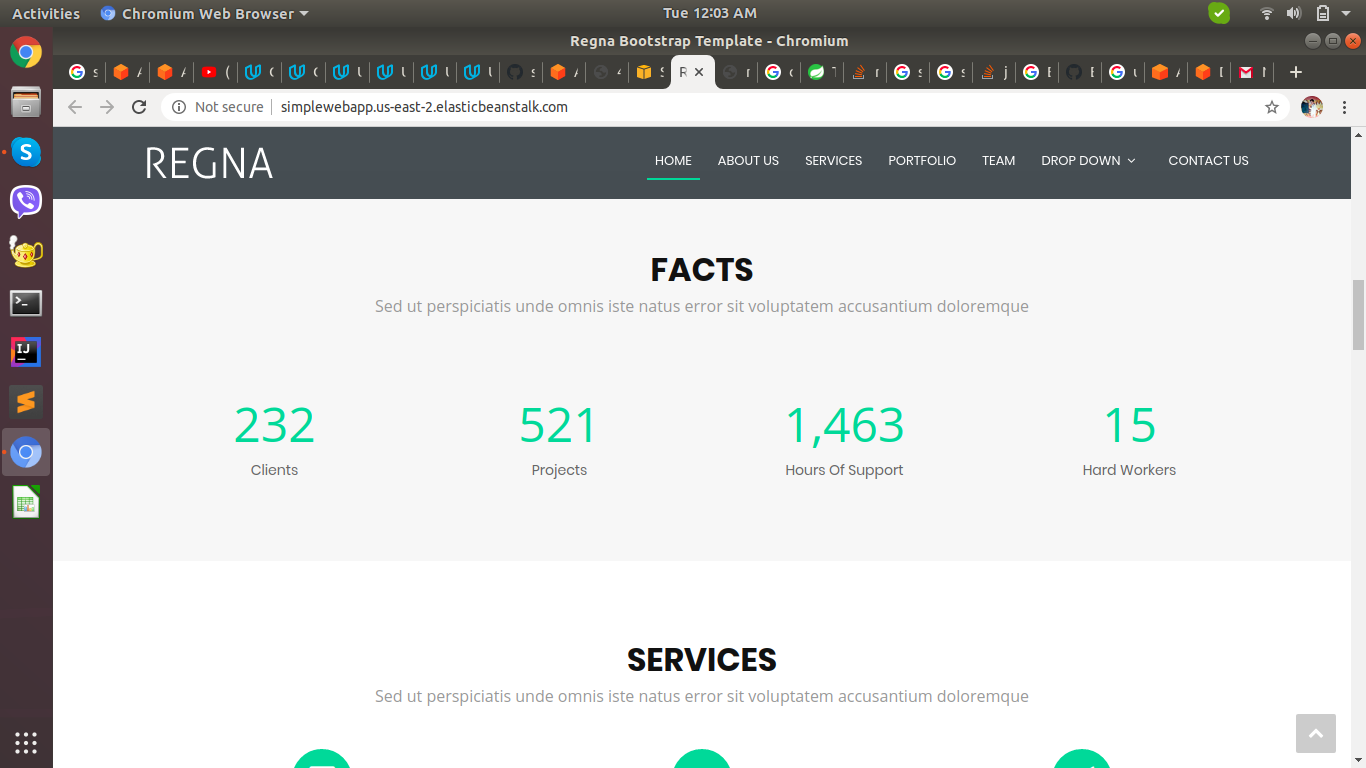 Activities Chromium Web Browser Tue 12:03 AM
Regna Bootstrap Template - Chromium
Not secure simplewebapp.us-east-2.elasticbeanstalk.com
REGNA HOME ABOUT US SERVICES PORTFOLIO TEAM DROP DOWN CONTACT US
FACTS
Sed ut perspiciatis unde omnis iste natus error sit voluptatem accusantium doloremque
232 521 1,463 15
Clients Projects Hours Of Support Hard Workers
SERVICES
Sed ut perspiciatis unde omnis iste natus error sit voluptatem accusantium doloremque